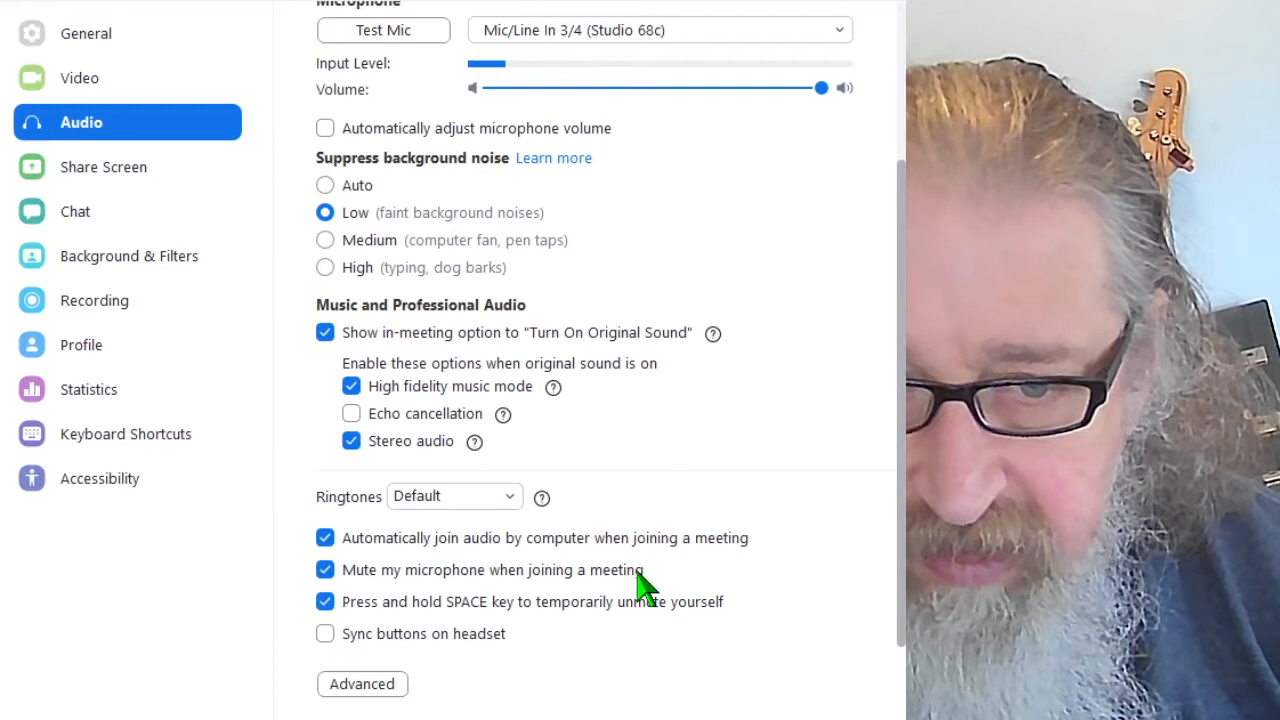 General
Video
Audio
Share Screen
Chat
Background & Filters
Recording
Profile
Statistics
Keyboard Shortcuts
Accessibility
Microphone
Test Mic
Mic/Line In 3/4 (Studio 68c)
Input Level:
Volume:
Automatically adjust microphone volume
Suppress background noise Learn more
Auto
Low (faint background noises)
Medium (computer fan, pen taps)
High (typing, dog barks)
Music and Professional Audio
Show in-meeting option to "Turn On Original Sound" ?
Enable these options when original sound is on
High fidelity music mode ?
Echo cancellation ?
Stereo audio ?
Ringtones Default ?
Automatically join audio by computer when joining a meeting
Mute my microphone when joining a meeting
Press and hold SPACE key to temporarily unmute yourself
Sync buttons on headset
Advanced